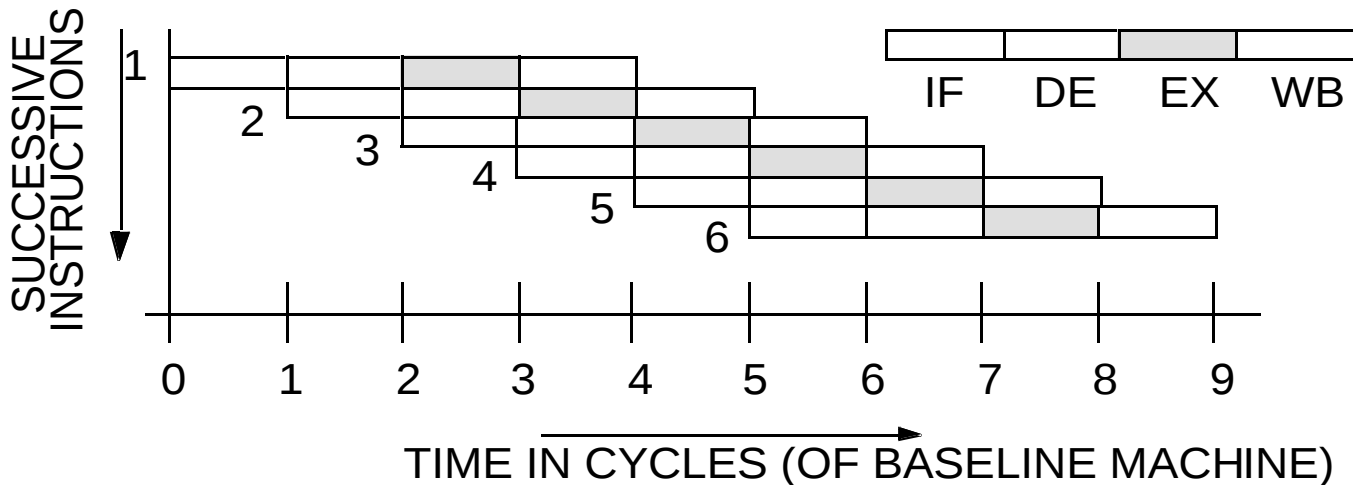 SUCCESSIVE
INSTRUCTIONS
1
2
3
4
5
6
IF DE EX WB
0 1 2 3 4 5 6 7 8 9
TIME IN CYCLES (OF BASELINE MACHINE)